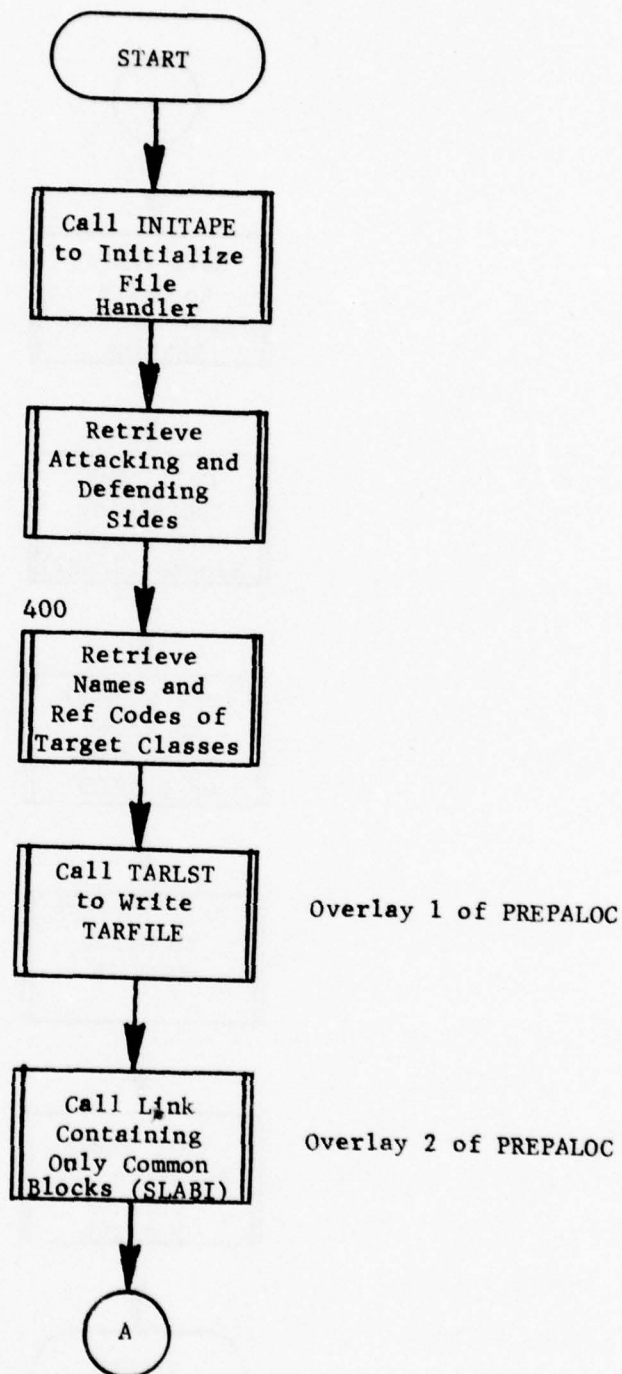 START
Call INITAPE
to Initialize
File
Handler
Retrieve
Attacking and
Defending
Sides
400
Retrieve
Names and
Ref Codes of
Target Classes
Call TARLST
to Write
TARFILE
Overlay 1 of PREPALOC
Call Link
Containing
Only Common
Blocks (SLABI)
Overlay 2 of PREPALOC
A